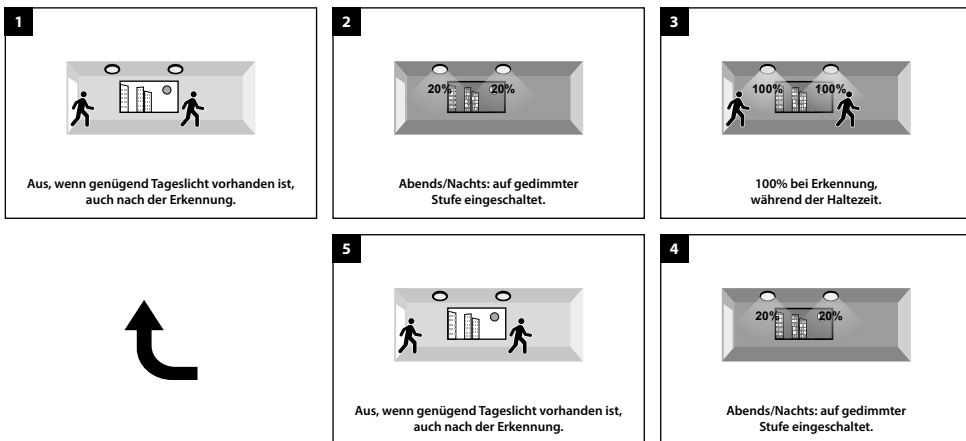 1
Aus, wenn genügend Tageslicht vorhanden ist,
auch nach der Erkennung.
2
20% 20%
Abends/Nachts: auf gedimmter
Stufe eingeschaltet.
3
100% 100%
100% bei Erkennung,
während der Haltezeit.
5
Aus, wenn genügend Tageslicht vorhanden ist,
auch nach der Erkennung.
4
20% 20%
Abends/Nachts: auf gedimmter
Stufe eingeschaltet.